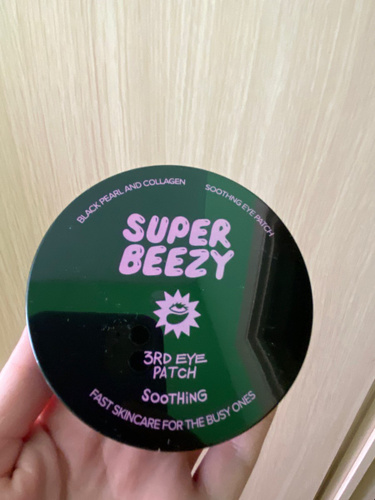 BLACK PEARL AND COLLAGEN
SOOTHING EYE PATCH
SUPER
BEEZY
3RD EYE
PATCH
SOOTHING
FAST SKINCARE FOR THE BUSY ONES